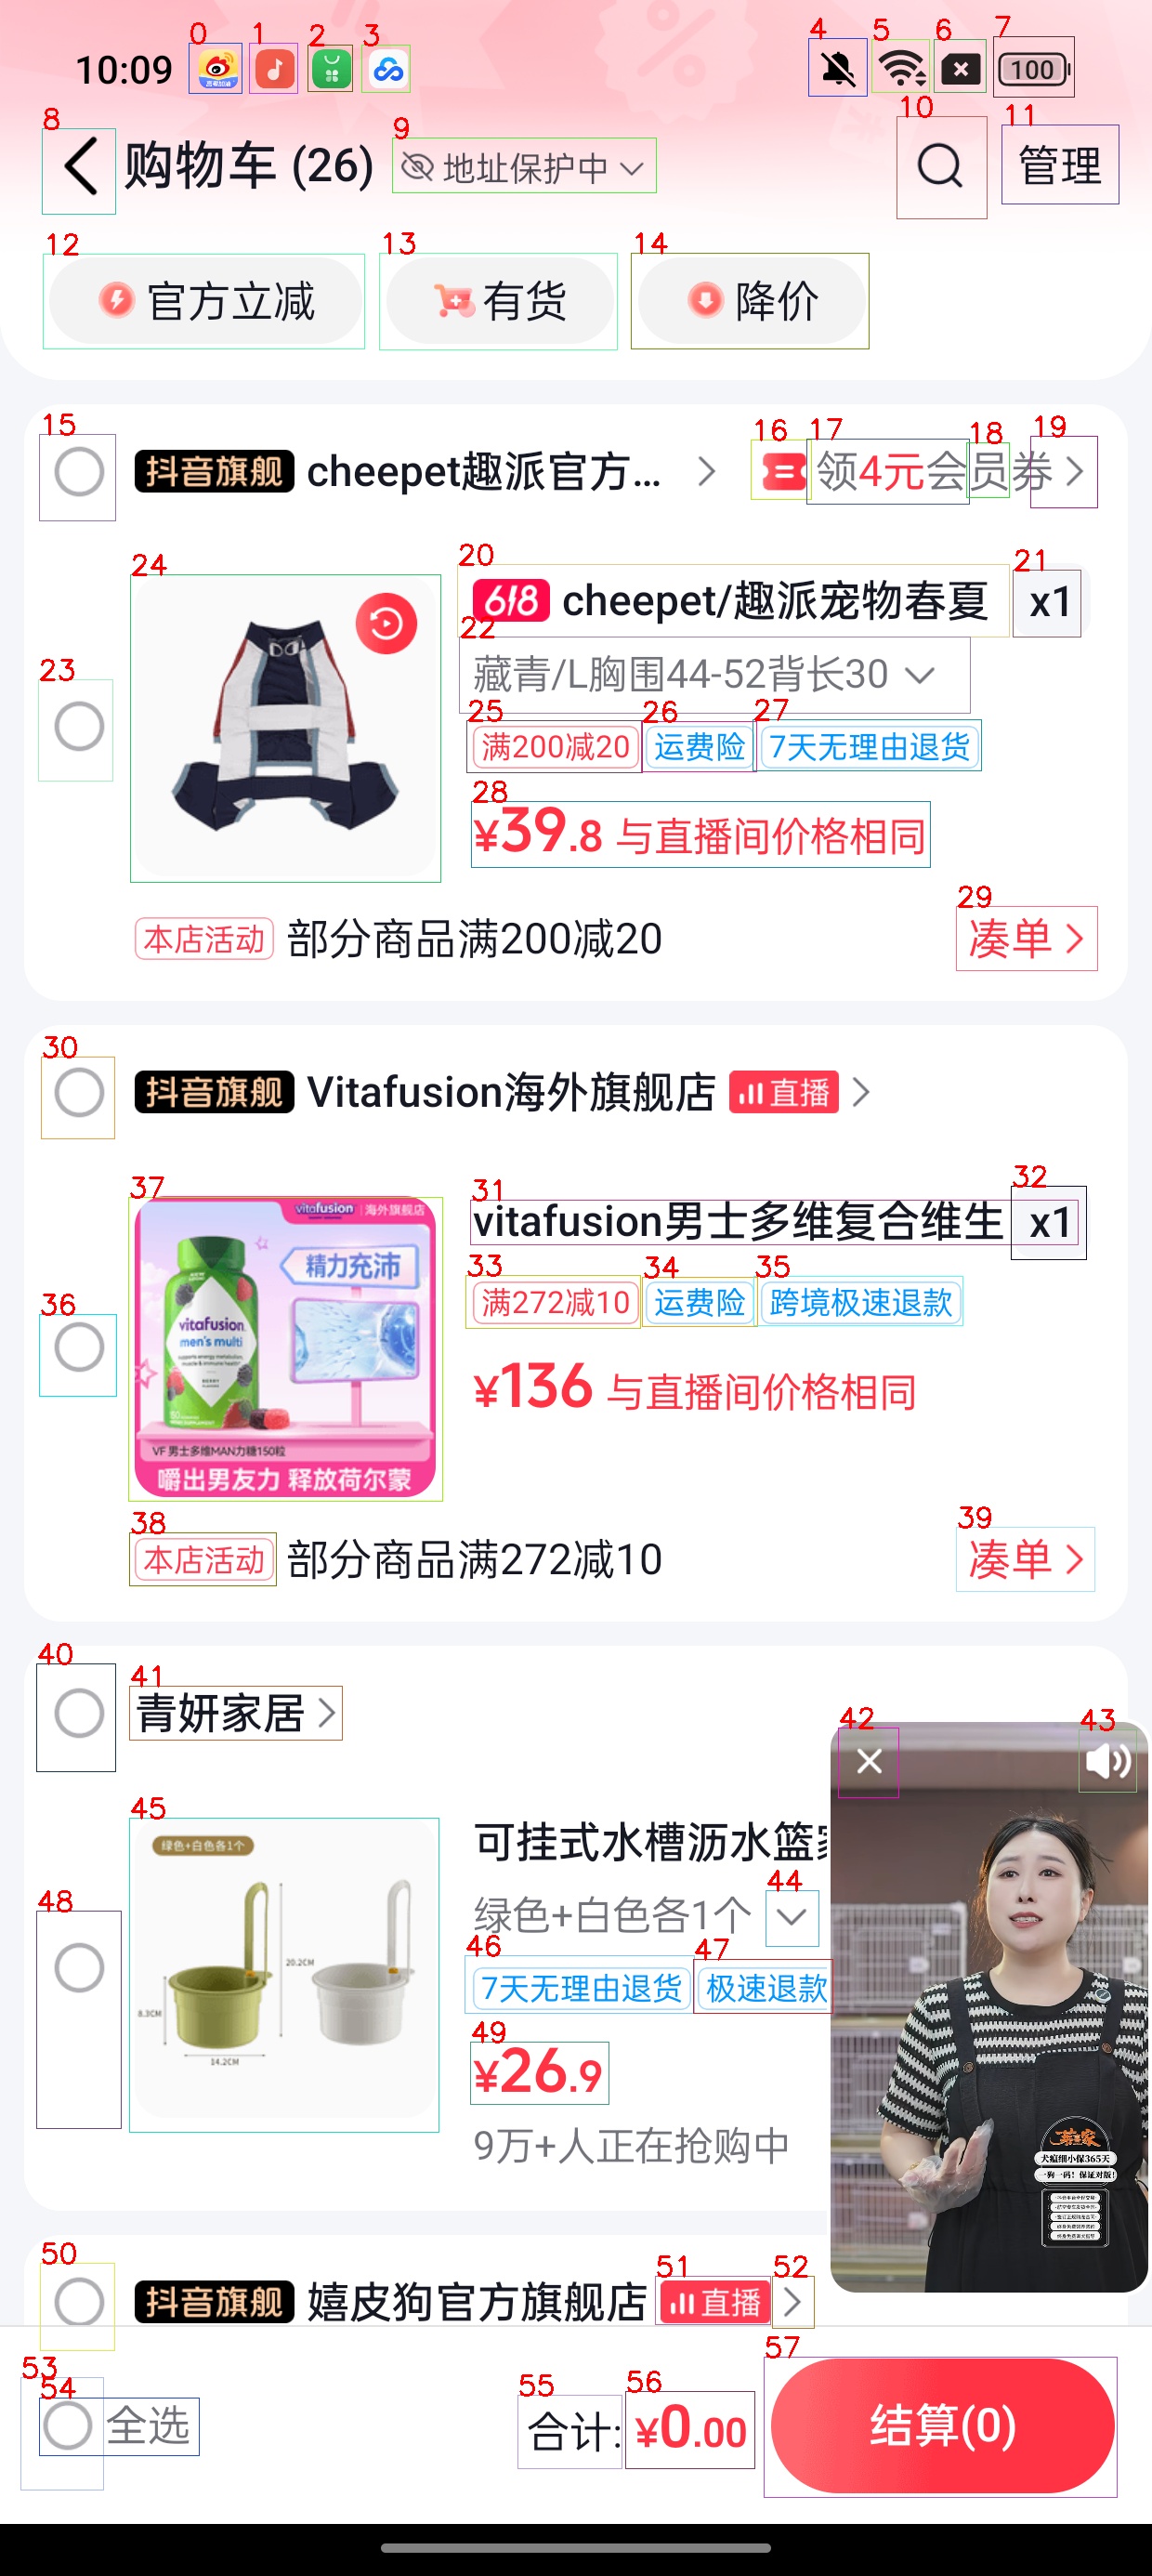 10:09
100
购物车 (26)
地址保护中
管理
官方立减
有货
降价
抖音旗舰 cheepet趣派官方...
领4元会员券
618 cheepet/趣派宠物春夏 x1
藏青/L胸围44-52背长30
满200减20 运费险 7天无理由退货
¥39.8 与直播间价格相同
本店活动 部分商品满200减20
凑单
抖音旗舰 Vitafusion海外旗舰店 直播
vitafusion 海外旗舰店
精力充沛
vitafusion
men's multi
VF 男士多维MAN力糖150粒
嚼出男友力 释放荷尔蒙
vitafusion男士多维复合维生 x1
满272减10 运费险 跨境极速退款
¥136 与直播间价格相同
本店活动 部分商品满272减10
凑单
青妍家居
绿色+白色各1个
20.2CM
8.3CM
14.2CM
可挂式水槽沥水篮
绿色+白色各1个
7天无理由退货 极速退款
¥26.9
9万+人正在抢购中
犬瘟细小保365天
一狗一码！保证对版！
抖音旗舰 嬉皮狗官方旗舰店 直播
全选
合计: ¥0.00
结算(0)
0
1
2
3
4
5
6
7
8
9
10
11
12
13
14
15
16
17
18
19
20
21
22
23
24
25
26
27
28
29
30
31
32
33
34
35
36
37
38
39
40
41
42
43
44
45
46
47
48
49
50
51
52
53
54
55
56
57